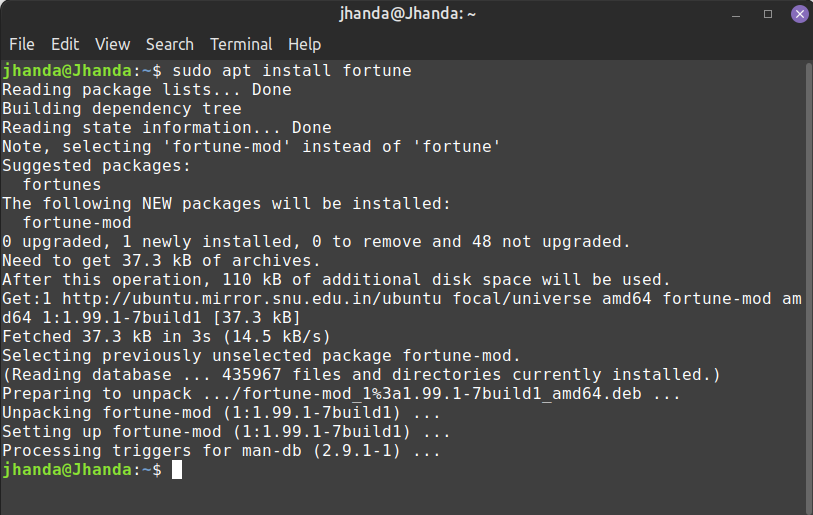 jhanda@Jhanda: ~
File Edit View Search Terminal Help
jhanda@Jhanda:~$ sudo apt install fortune
Reading package lists... Done
Building dependency tree
Reading state information... Done
Note, selecting 'fortune-mod' instead of 'fortune'
Suggested packages:
  fortunes
The following NEW packages will be installed:
  fortune-mod
0 upgraded, 1 newly installed, 0 to remove and 48 not upgraded.
Need to get 37.3 kB of archives.
After this operation, 110 kB of additional disk space will be used.
Get:1 http://ubuntu.mirror.snu.edu.in/ubuntu focal/universe amd64 fortune-mod am
d64 1:1.99.1-7build1 [37.3 kB]
Fetched 37.3 kB in 3s (14.5 kB/s)
Selecting previously unselected package fortune-mod.
(Reading database ... 435967 files and directories currently installed.)
Preparing to unpack .../fortune-mod_1%3a1.99.1-7build1_amd64.deb ...
Unpacking fortune-mod (1:1.99.1-7build1) ...
Setting up fortune-mod (1:1.99.1-7build1) ...
Processing triggers for man-db (2.9.1-1) ...
jhanda@Jhanda:~$